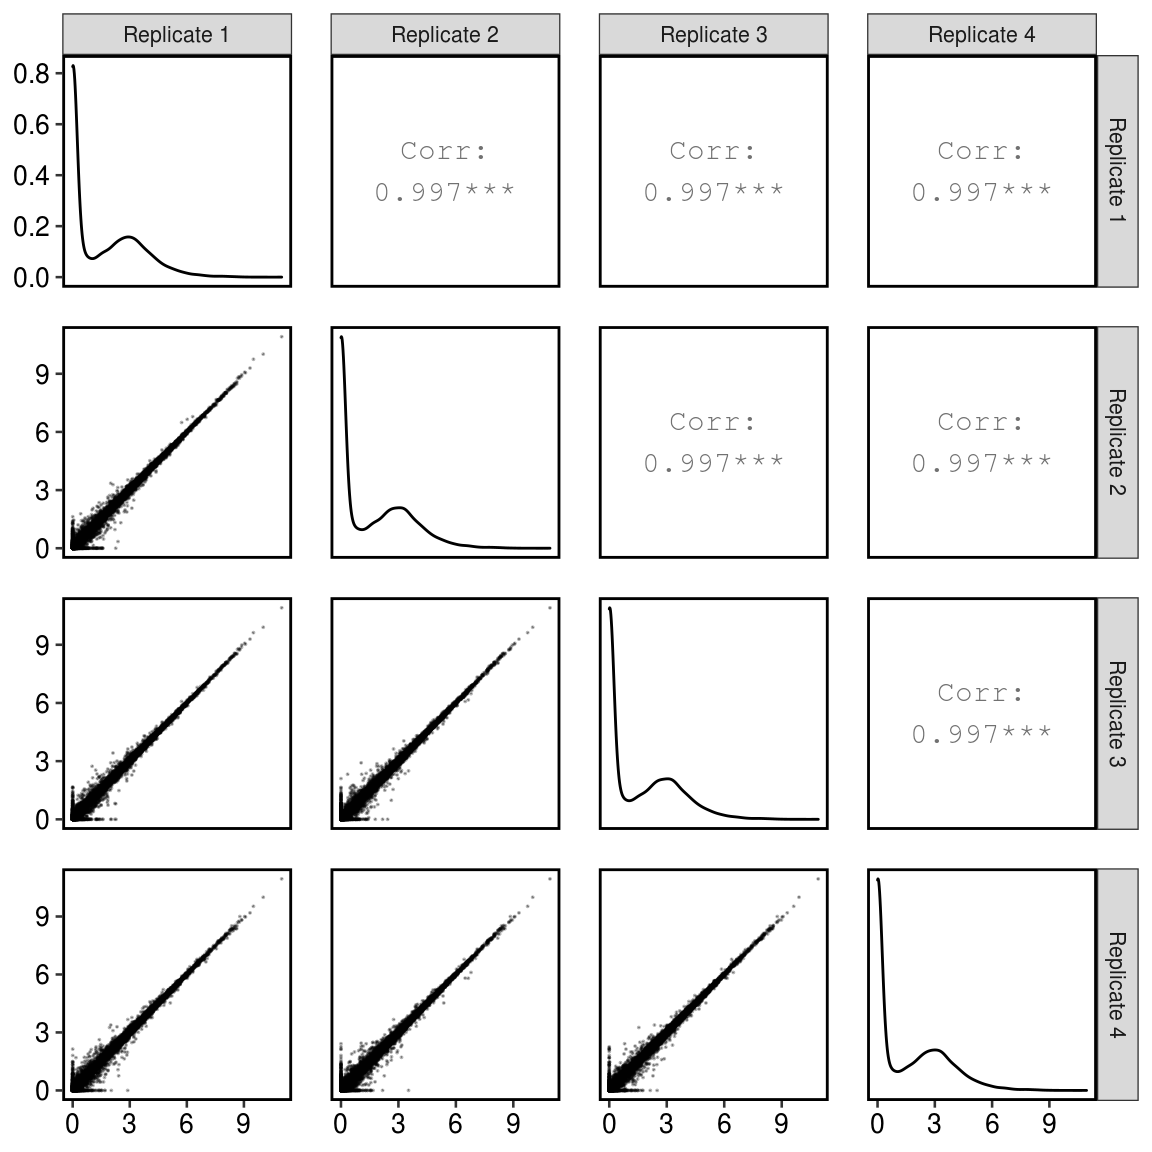 Replicate 1
Replicate 2
Replicate 3
Replicate 4
0.8
0.6
0.4
0.2
0.0
Corr:
0.997***
Corr:
0.997***
Corr:
0.997***
Replicate 1
9
6
3
0
Corr:
0.997***
Corr:
0.997***
Replicate 2
9
6
3
0
Corr:
0.997***
Replicate 3
9
6
3
0
Replicate 4
0 3 6 9
0 3 6 9
0 3 6 9
0 3 6 9